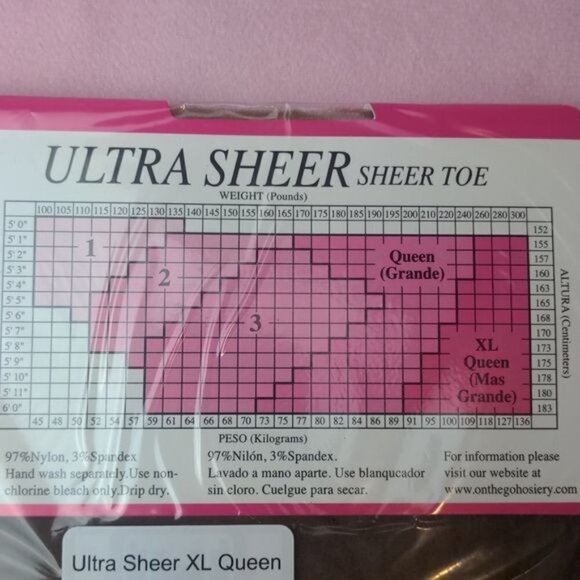 ULTRA SHEER SHEER TOE
WEIGHT (Pounds)
100 105 110 115 120 125 130 135 140 145 150 155 160 165 170 175 180 185 190 195 200 210 220 240 260 280 300
5' 0" 152
5' 1" 155
5' 2" 157
5' 3" 160
5' 4" 163
5' 5" 165
5' 6" 168
5' 7" 170
5' 8" 173
5' 9" 175
5' 10" 178
5' 11" 180
6' 0" 183
1
2
3
Queen
(Grande)
XL
Queen
(Mas
Grande)
ALTURA (Centimeters)
45 48 50 52 54 57 59 61 64 66 68 70 73 75 77 80 82 84 86 89 91 95 100 109 118 127 136
PESO (Kilograms)
97%Nylon, 3%Spandex
Hand wash separately.Use non-
chlorine bleach only.Drip dry.
97%Nilón, 3%Spandex.
Lavado a mano aparte. Use blanqucador
sin cloro. Cuelgue para secar.
For information please
visit our website at
www.onthegohosiery.com
Ultra Sheer XL Queen